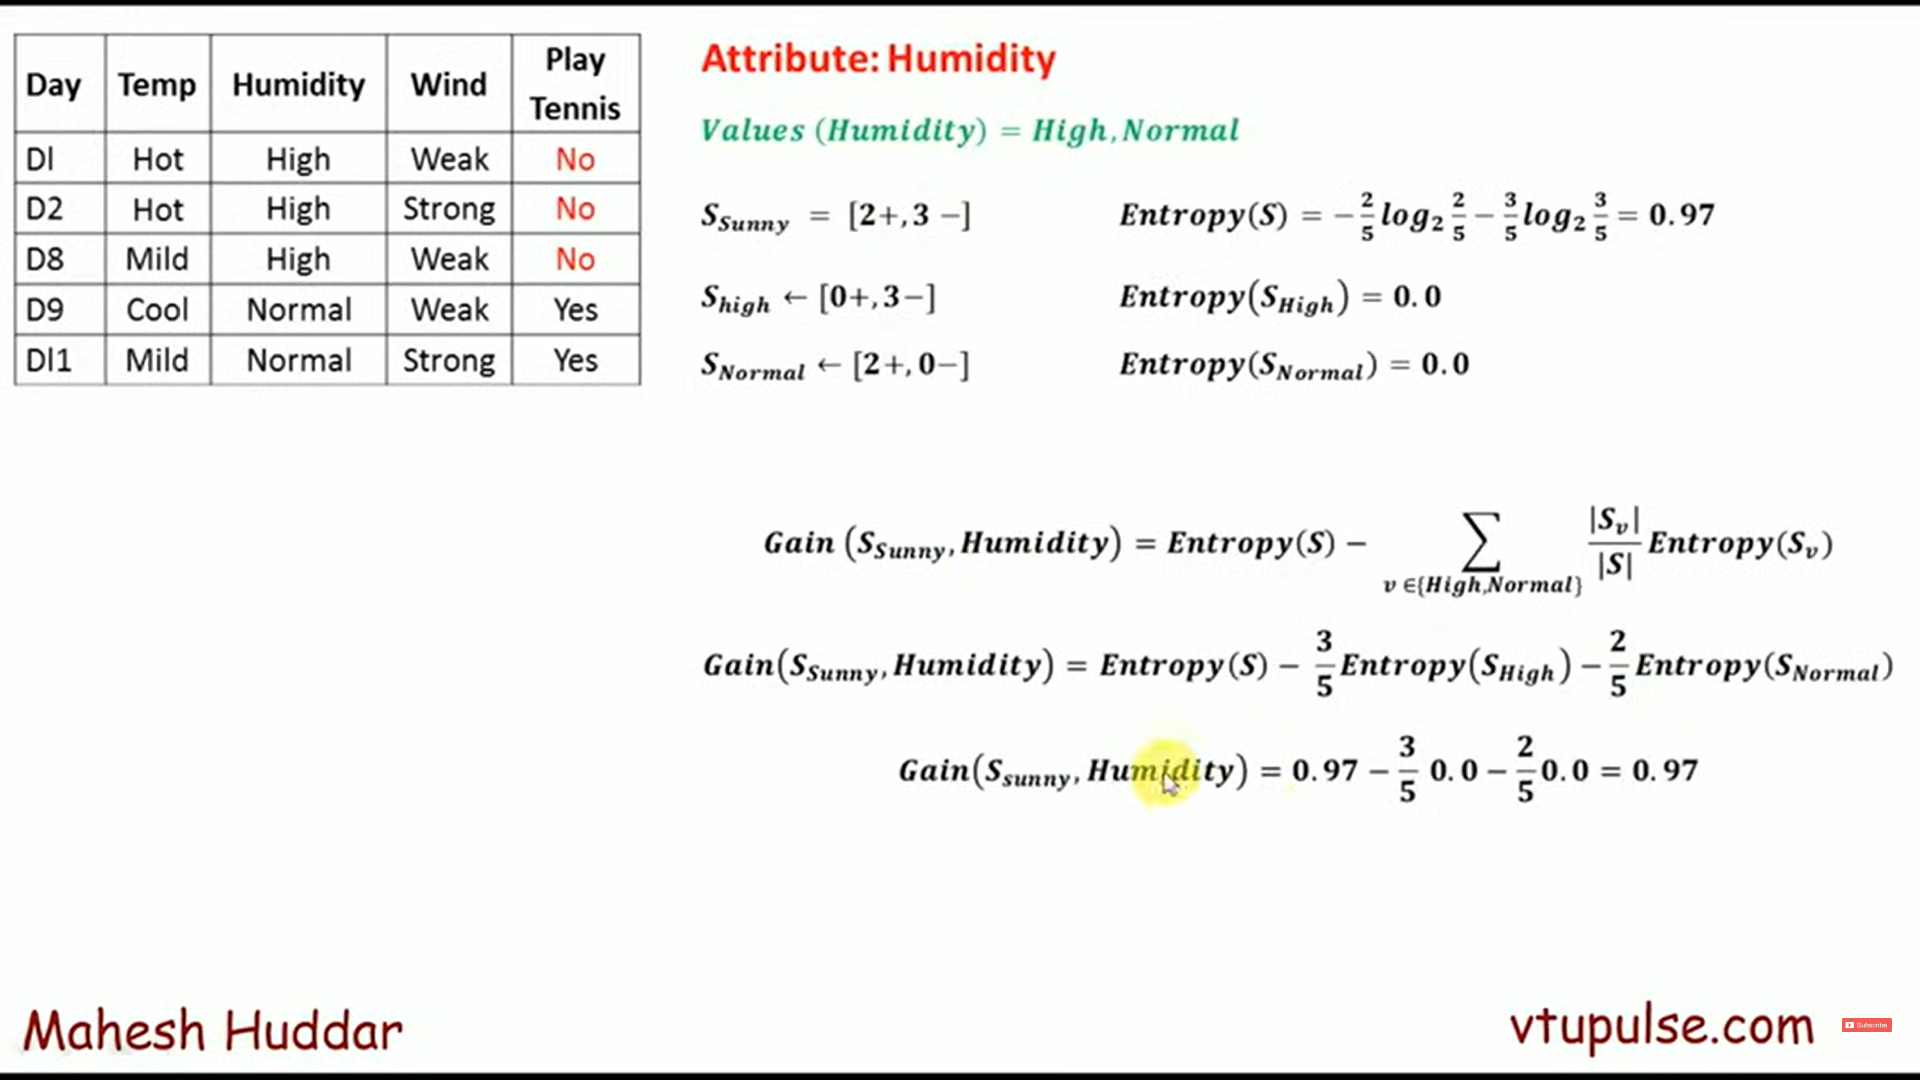 Day Temp Humidity Wind Play Tennis
Dl Hot High Weak No
D2 Hot High Strong No
D8 Mild High Weak No
D9 Cool Normal Weak Yes
Dl1 Mild Normal Strong Yes
Attribute: Humidity
Values (Humidity) = High, Normal
S_Sunny = [2+, 3 −] Entropy(S) = −2/5 log₂ 2/5 − 3/5 log₂ 3/5 = 0.97
S_high ← [0+, 3−] Entropy(S_High) = 0.0
S_Normal ← [2+, 0−] Entropy(S_Normal) = 0.0
Gain (S_Sunny, Humidity) = Entropy(S) − ∑ v ∈{High,Normal} |S_v|/|S| Entropy(S_v)
Gain(S_Sunny, Humidity) = Entropy(S) − 3/5 Entropy(S_High) − 2/5 Entropy(S_Normal)
Gain(S_sunny, Humidity) = 0.97 − 3/5 0.0 − 2/5 0.0 = 0.97
Mahesh Huddar
vtupulse.com
Subscribe